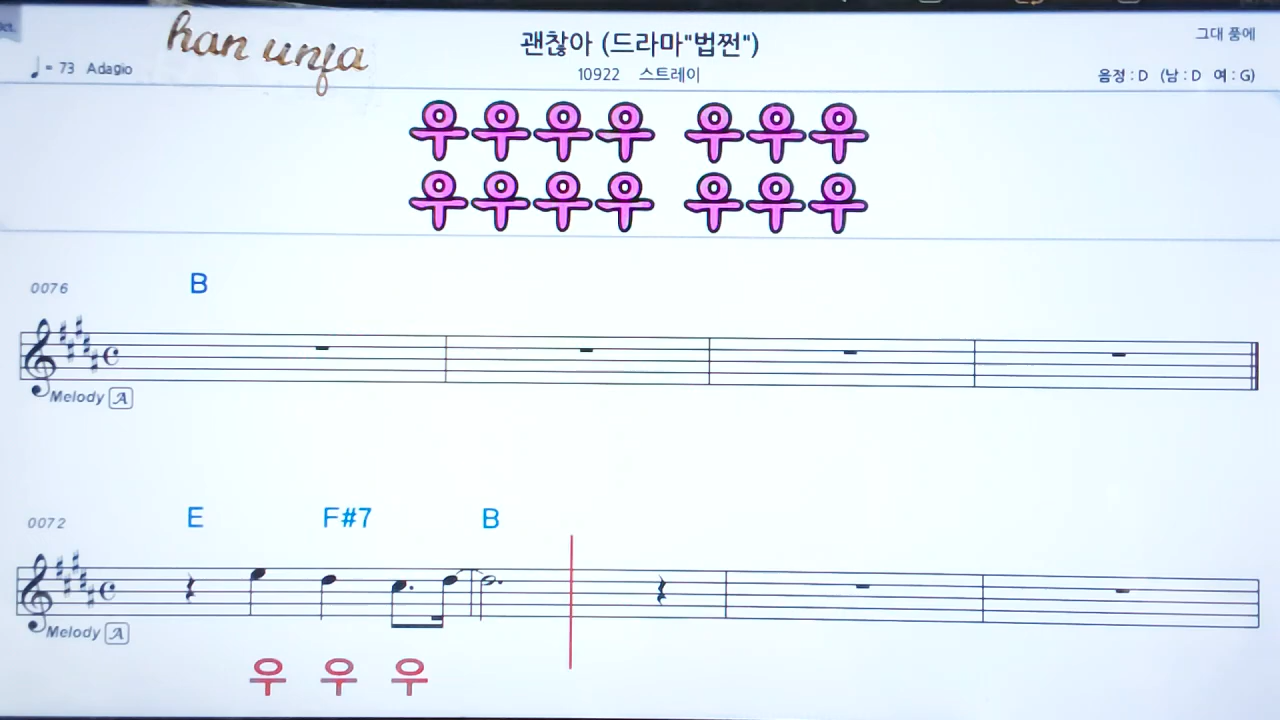 han unfa
괜찮아 (드라마"법쩐")
그대 품에
♩= 73 Adagio
10922 스트레이
음정 : D (남 : D 여 : G)
우우우우 우우우
우우우우 우우우
0076 B
Melody A
0072 E F#7 B
Melody A
우 우 우